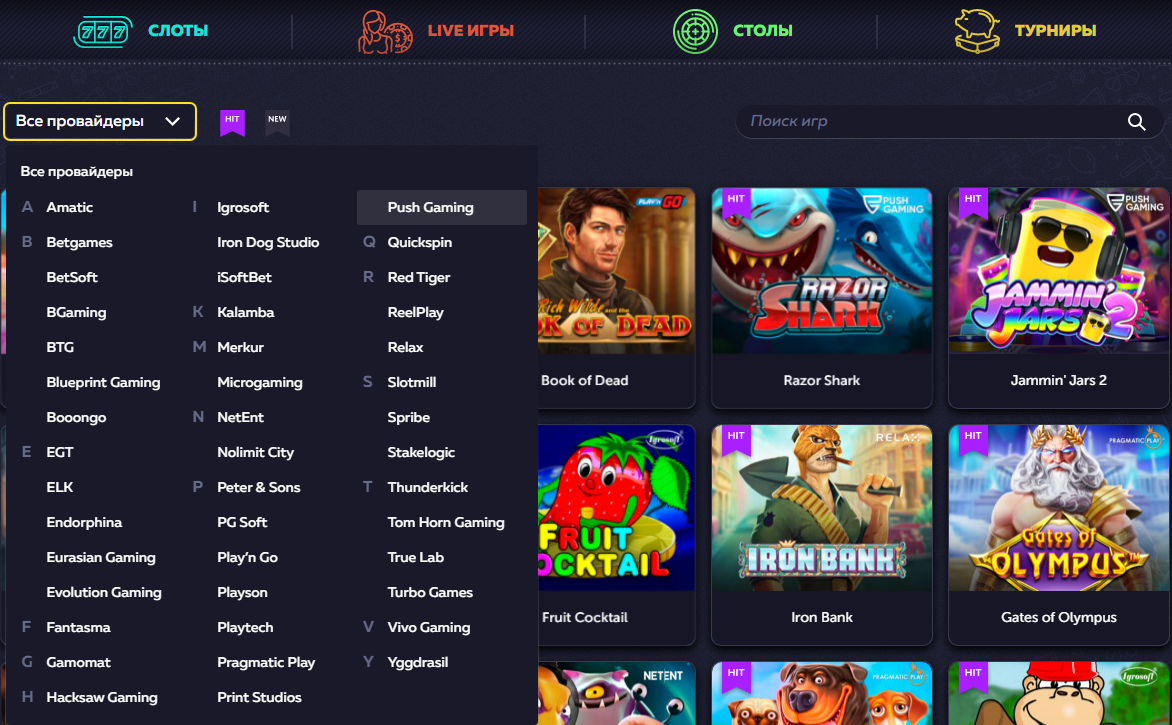 777 СЛОТЫ
LIVE ИГРЫ
СТОЛЫ
ТУРНИРЫ
Все провайдеры
HIT
NEW
Поиск игр
Все провайдеры
A Amatic
B Betgames
BetSoft
BGaming
BTG
Blueprint Gaming
Booongo
E EGT
ELK
Endorphina
Eurasian Gaming
Evolution Gaming
F Fantasma
G Gamomat
H Hacksaw Gaming
I Igrosoft
Iron Dog Studio
iSoftBet
K Kalamba
M Merkur
Microgaming
N NetEnt
Nolimit City
P Peter & Sons
PG Soft
Play'n Go
Playson
Playtech
Pragmatic Play
Print Studios
Push Gaming
Q Quickspin
R Red Tiger
ReelPlay
Relax
S Slotmill
Spribe
Stakelogic
T Thunderkick
Tom Horn Gaming
True Lab
Turbo Games
V Vivo Gaming
Y Yggdrasil
PLAY'N GO
Rich Wilde and the
OK OF DEAD
Book of Dead
HIT
PUSH
GAMING
RAZOR
SHARK
Razor Shark
HIT
PUSH
GAMING
JAMMIN'
JARS 2
Jammin' Jars 2
Igrosoft
FRUIT
OCKTAIL
Fruit Cocktail
HIT
RELAX
IRON BANK
Iron Bank
HIT
PRAGMATIC PLAY
Gates of
OLYMPUS™
Gates of Olympus
NETENT
HIT
PRAGMATIC PLAY
HIT
Igrosoft